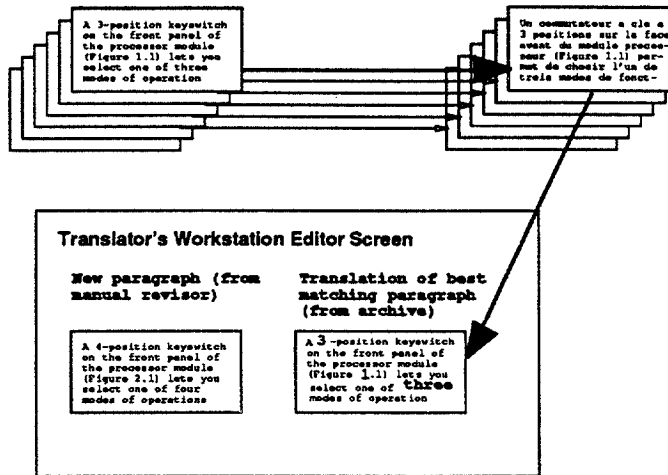 A 3-position keyswitch
on the front panel of
the processor module
(Figure 1.1) lets you
select one of three
modes of operation
Un commutateur a cle a
3 positions sur la face
avant du module proces-
seur (Figure 1.1) per-
met de choisir l'un de
trois modes de fonct-
Translator's Workstation Editor Screen
New paragraph (from
manual revisor)
Translation of best
matching paragraph
(from archive)
A 4-position keyswitch
on the front panel of
the processor module
(Figure 2.1) lets you
select one of four
modes of operations
A 3-position keyswitch
on the front panel of
the processor module
(Figure 1.1) lets you
select one of three
modes of operation